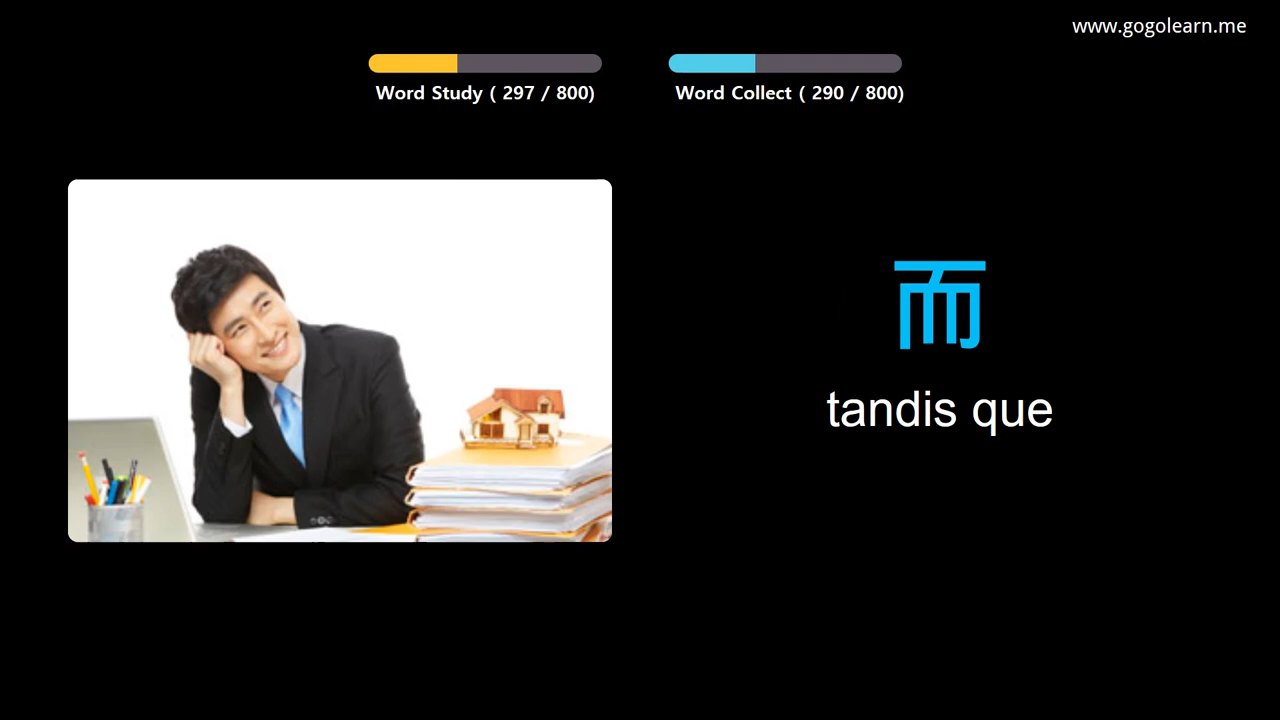 www.gogolearn.me
Word Study ( 297 / 800)
Word Collect ( 290 / 800)
而
tandis que